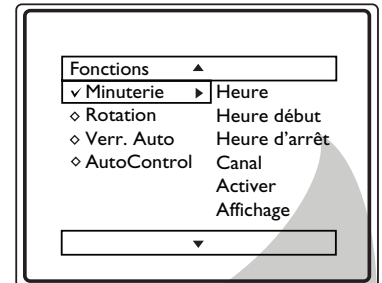 Fonctions
Minuterie Heure
Rotation Heure début
Verr. Auto Heure d’arrêt
AutoControl Canal
Activer
Affichage